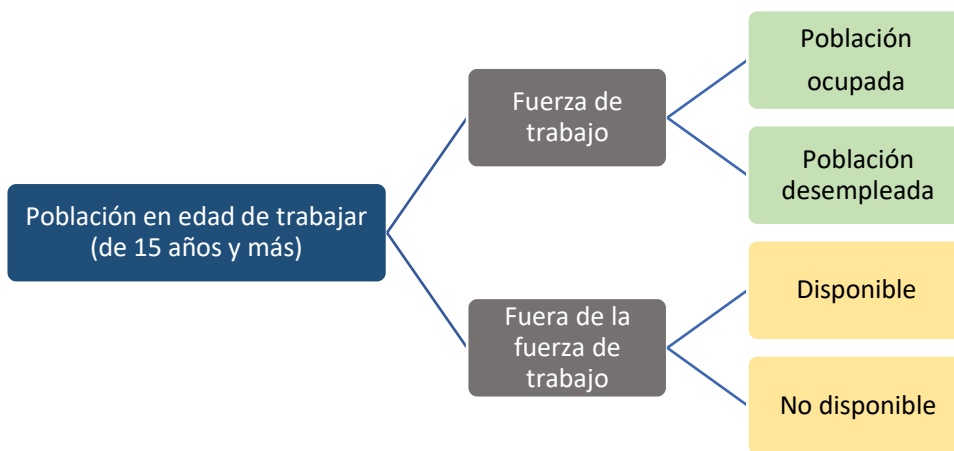 Población en edad de trabajar
(de 15 años y más)
Fuerza de
trabajo
Población
ocupada
Población
desempleada
Fuera de la
fuerza de
trabajo
Disponible
No disponible